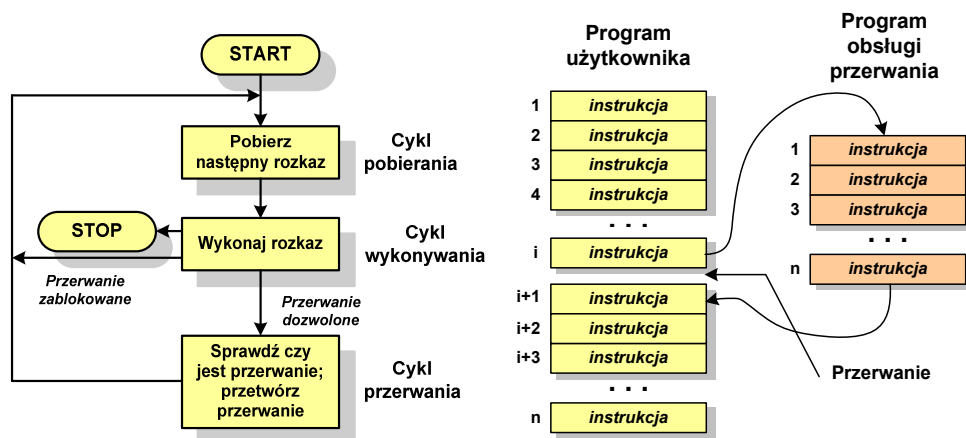 START
Pobierz
następny rozkaz
Cykl
pobierania
STOP
Wykonaj rozkaz
Cykl
wykonywania
Przerwanie
zablokowane
Przerwanie
dozwolone
Sprawdź czy
jest przerwanie;
przetwórz
przerwanie
Cykl
przerwania
Program
użytkownika
1 instrukcja
2 instrukcja
3 instrukcja
4 instrukcja
. . .
i instrukcja
i+1 instrukcja
i+2 instrukcja
i+3 instrukcja
. . .
n instrukcja
Program
obsługi
przerwania
1 instrukcja
2 instrukcja
3 instrukcja
. . .
n instrukcja
Przerwanie